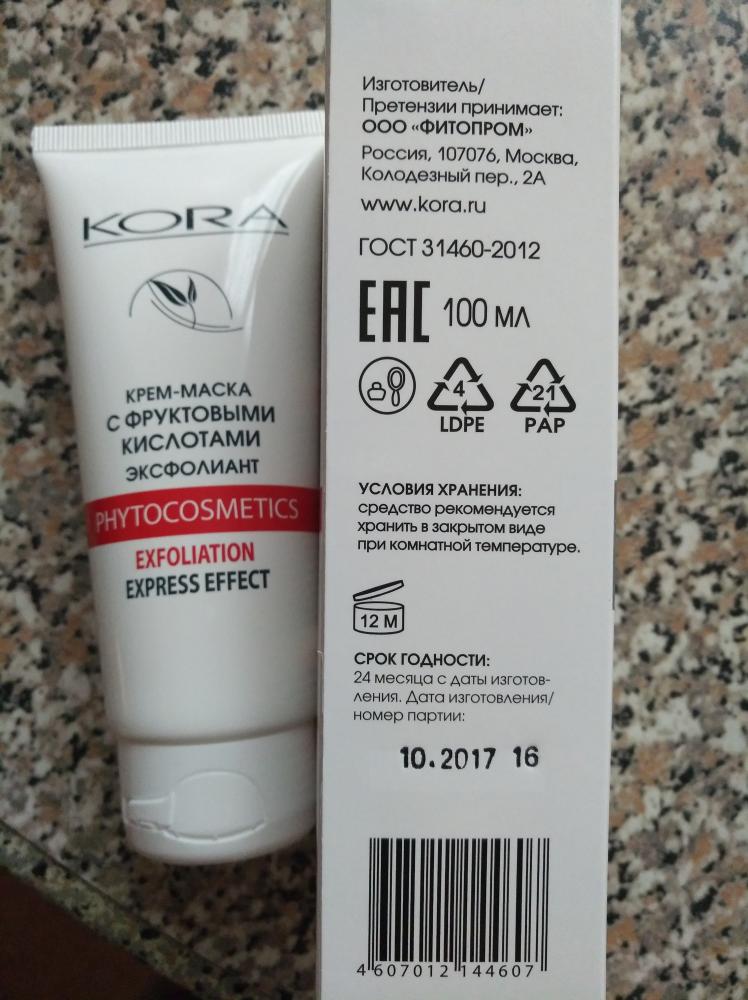 KORA
КРЕМ-МАСКА
С ФРУКТОВЫМИ
КИСЛОТАМИ
ЭКСФОЛИАНТ
PHYTOCOSMETICS
EXFOLIATION
EXPRESS EFFECT
Изготовитель/
Претензии принимает:
ООО «ФИТОПРОМ»
Россия, 107076, Москва,
Колодезный пер., 2А
www.kora.ru
ГОСТ 31460-2012
ЕАС 100 мл
4
LDPE
21
PAP
УСЛОВИЯ ХРАНЕНИЯ:
средство рекомендуется
хранить в закрытом виде
при комнатной температуре.
12 M
СРОК ГОДНОСТИ:
24 месяца с даты изготов-
ления. Дата изготовления/
номер партии:
10.2017 16
4 607012 144607